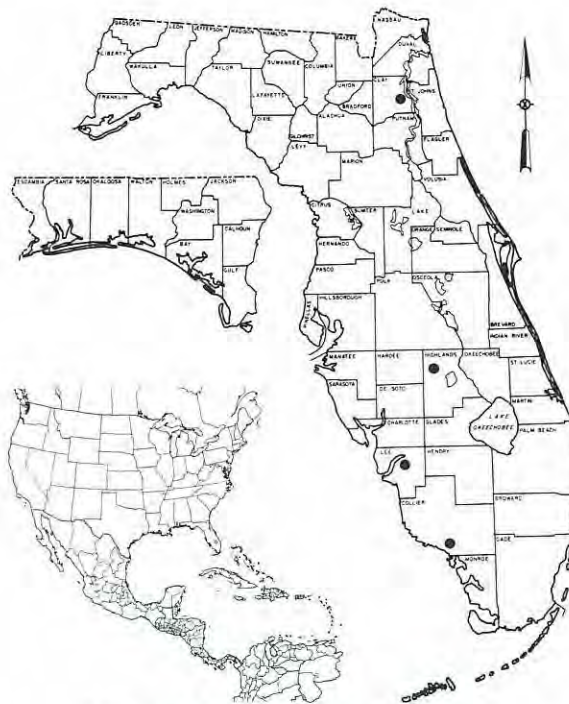 NASSAU
GADSDEN
LEON
JEFFERSON
MADISON
HAMILTON
BAKER
DUVAL
LIBERTY
WAKULLA
TAYLOR
SUWANNEE
COLUMBIA
CLAY
UNION
ST JOHNS
FRANKLIN
LAFAYETTE
BRADFORD
DIXIE
ALACHUA
PUTNAM
GILCHRIST
FLAGLER
LEVY
MARION
VOLUSIA
ESCAMBIA
SANTA ROSA
OKALOOSA
WALTON
HOLMES
JACKSON
WASHINGTON
CALHOUN
BAY
GULF
CITRUS
SUMTER
LAKE
ORANGE
SEMINOLE
HERNANDO
PASCO
POLK
OSCEOLA
HILLSBOROUGH
PINELLAS
BREVARD
INDIAN RIVER
MANATEE
HARDEE
HIGHLANDS
OKEECHOBEE
SARASOTA
DE SOTO
ST. LUCIE
MARTIN
CHARLOTTE
GLADES
LAKE
OKEECHOBEE
PALM BEACH
LEE
HENDRY
COLLIER
BROWARD
DADE
MONROE